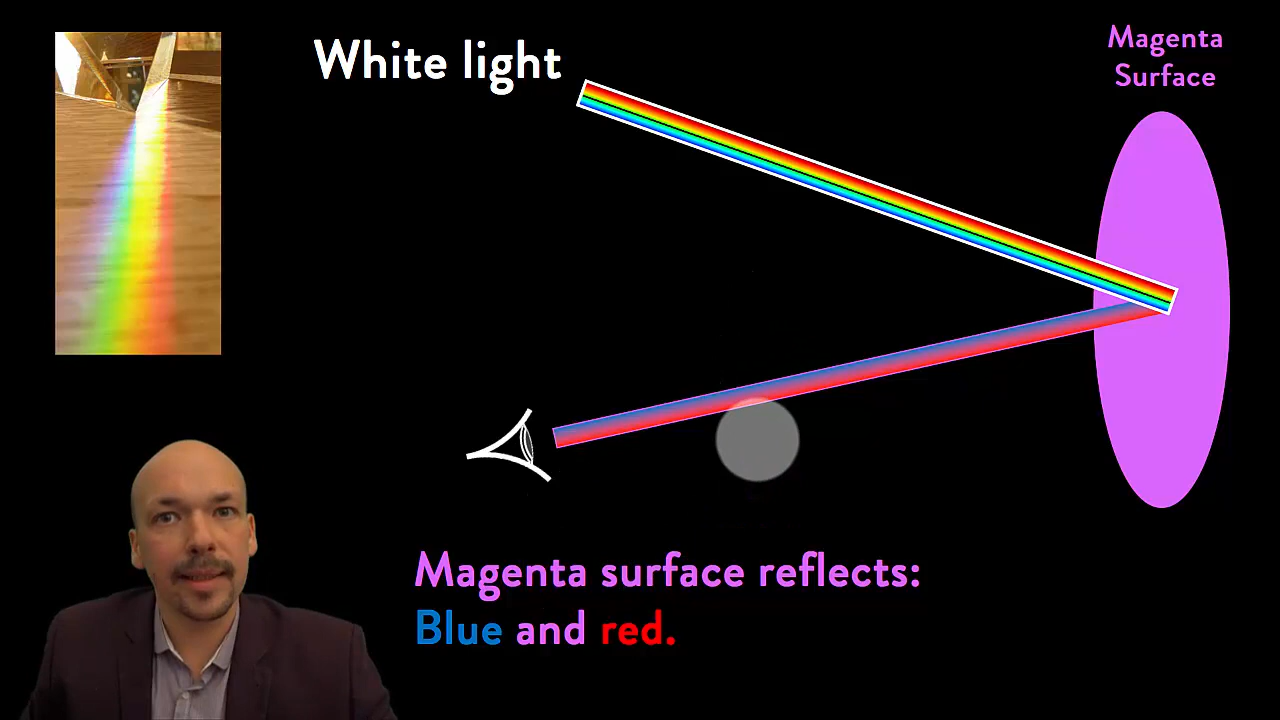 White light
Magenta
Surface
Magenta surface reflects:
Blue and red.